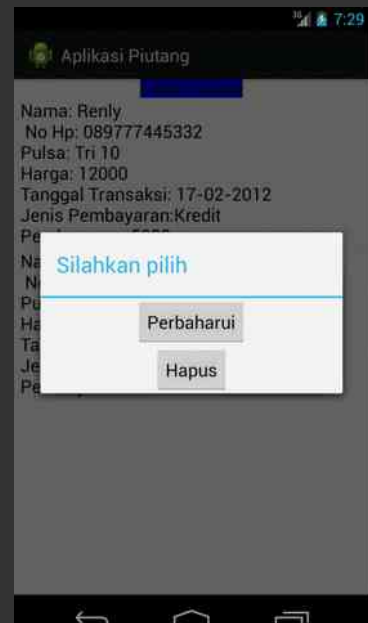 3G 7:29
Aplikasi Piutang
Nama: Renly
No Hp: 089777445332
Pulsa: Tri 10
Harga: 12000
Tanggal Transaksi: 17-02-2012
Jenis Pembayaran:Kredit
Silahkan pilih
Perbaharui
Hapus